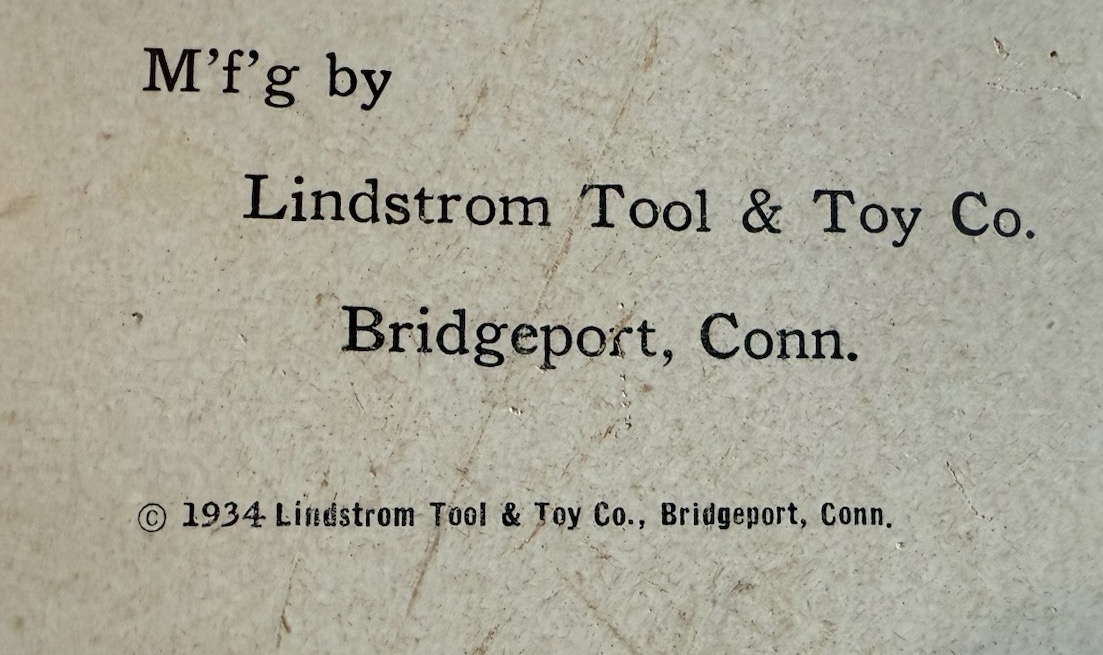 M'f'g by
Lindstrom Tool & Toy Co.
Bridgeport, Conn.
© 1934 Lindstrom Tool & Toy Co., Bridgeport, Conn.